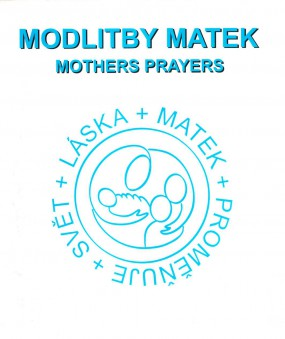 MODLITBY MATEK
MOTHERS PRAYERS
LÁSKA + MATEK + PROMĚŇUJE + SVĚT +